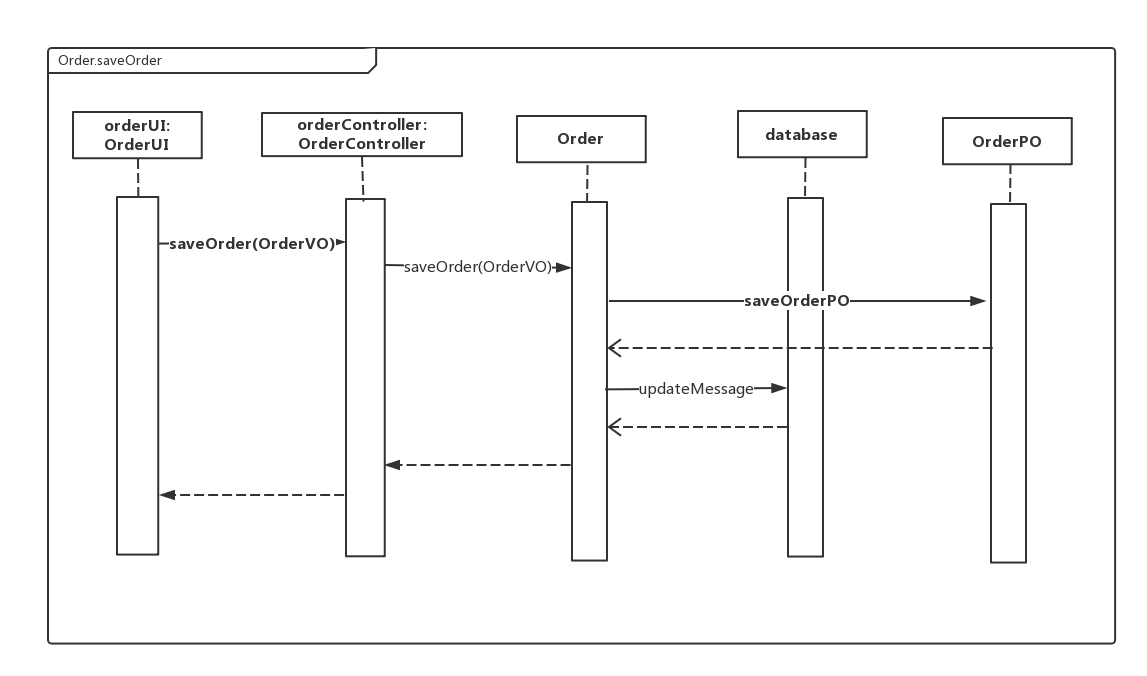 Order.saveOrder
orderUI:
OrderUI
orderController:
OrderController
Order
database
OrderPO
saveOrder(OrderVO)
saveOrder(OrderVO)
saveOrderPO
updateMessage